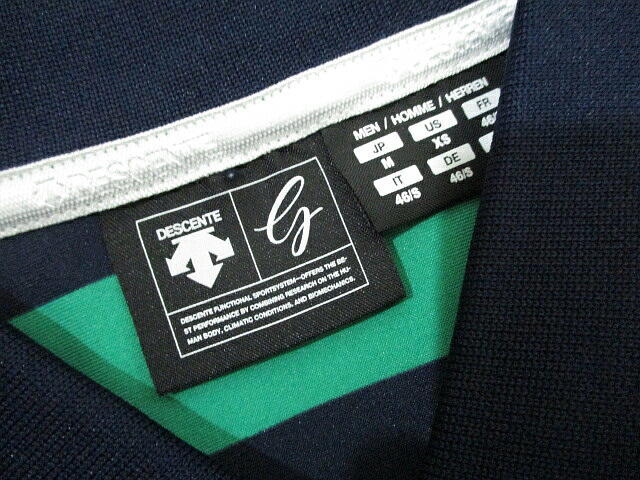 DESCENTE
G
DESCENTE FUNCTIONAL SPORTSYSTEM—OFFERS THE BE-
ST PERFORMANCE BY COMBINING RESEARCH ON THE HU-
MAN BODY, CLIMATIC CONDITIONS, AND BIOMECHANICS.
MEN / HOMME / HERREN
JP US FR
M XS
IT DE
46/S 46/S